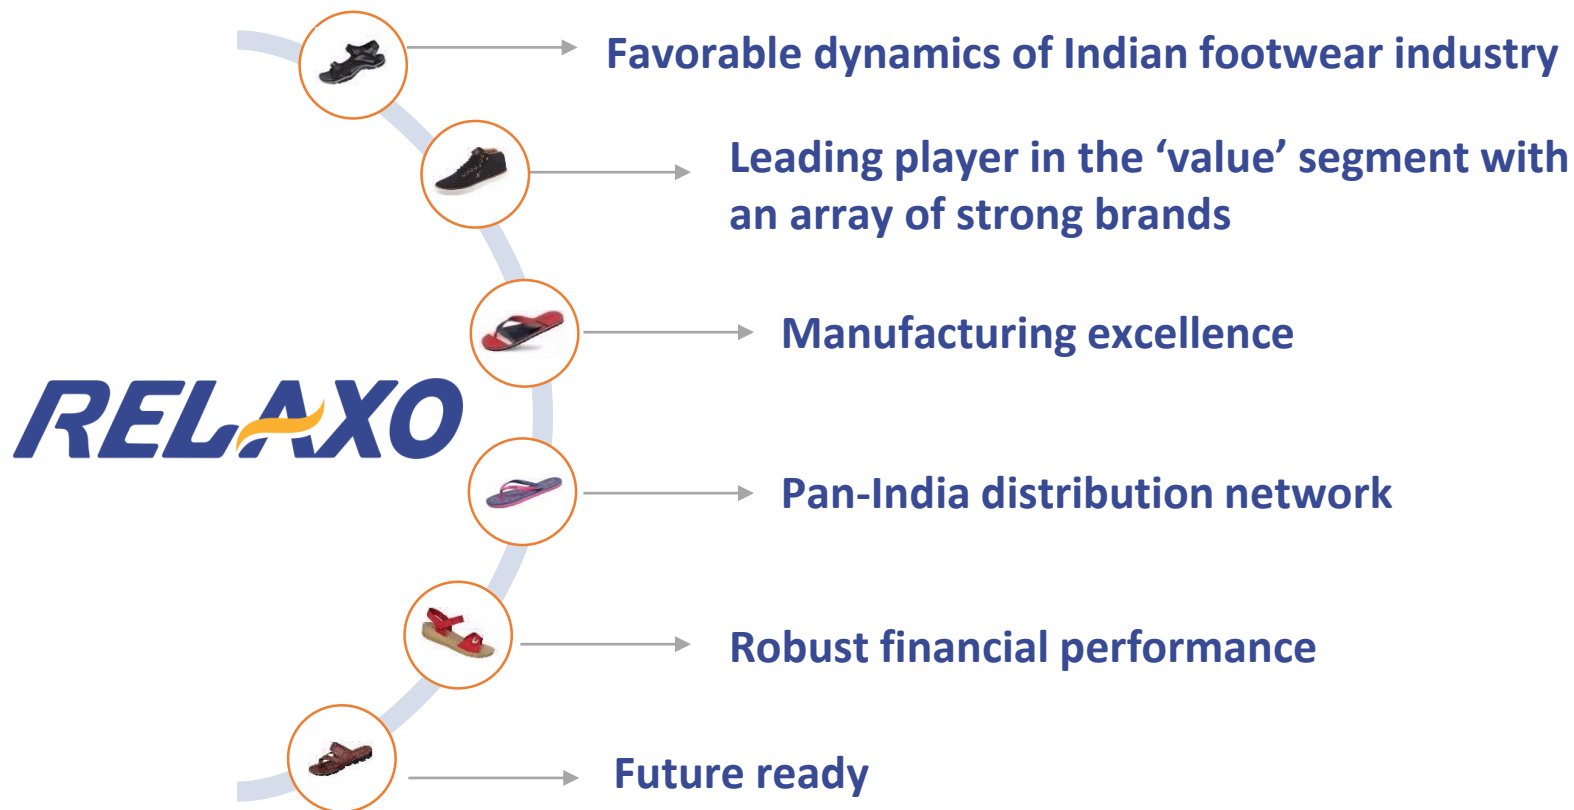 Favorable dynamics of Indian footwear industry
Leading player in the ‘value’ segment with
an array of strong brands
Manufacturing excellence
RELAXO
Pan-India distribution network
Robust financial performance
Future ready